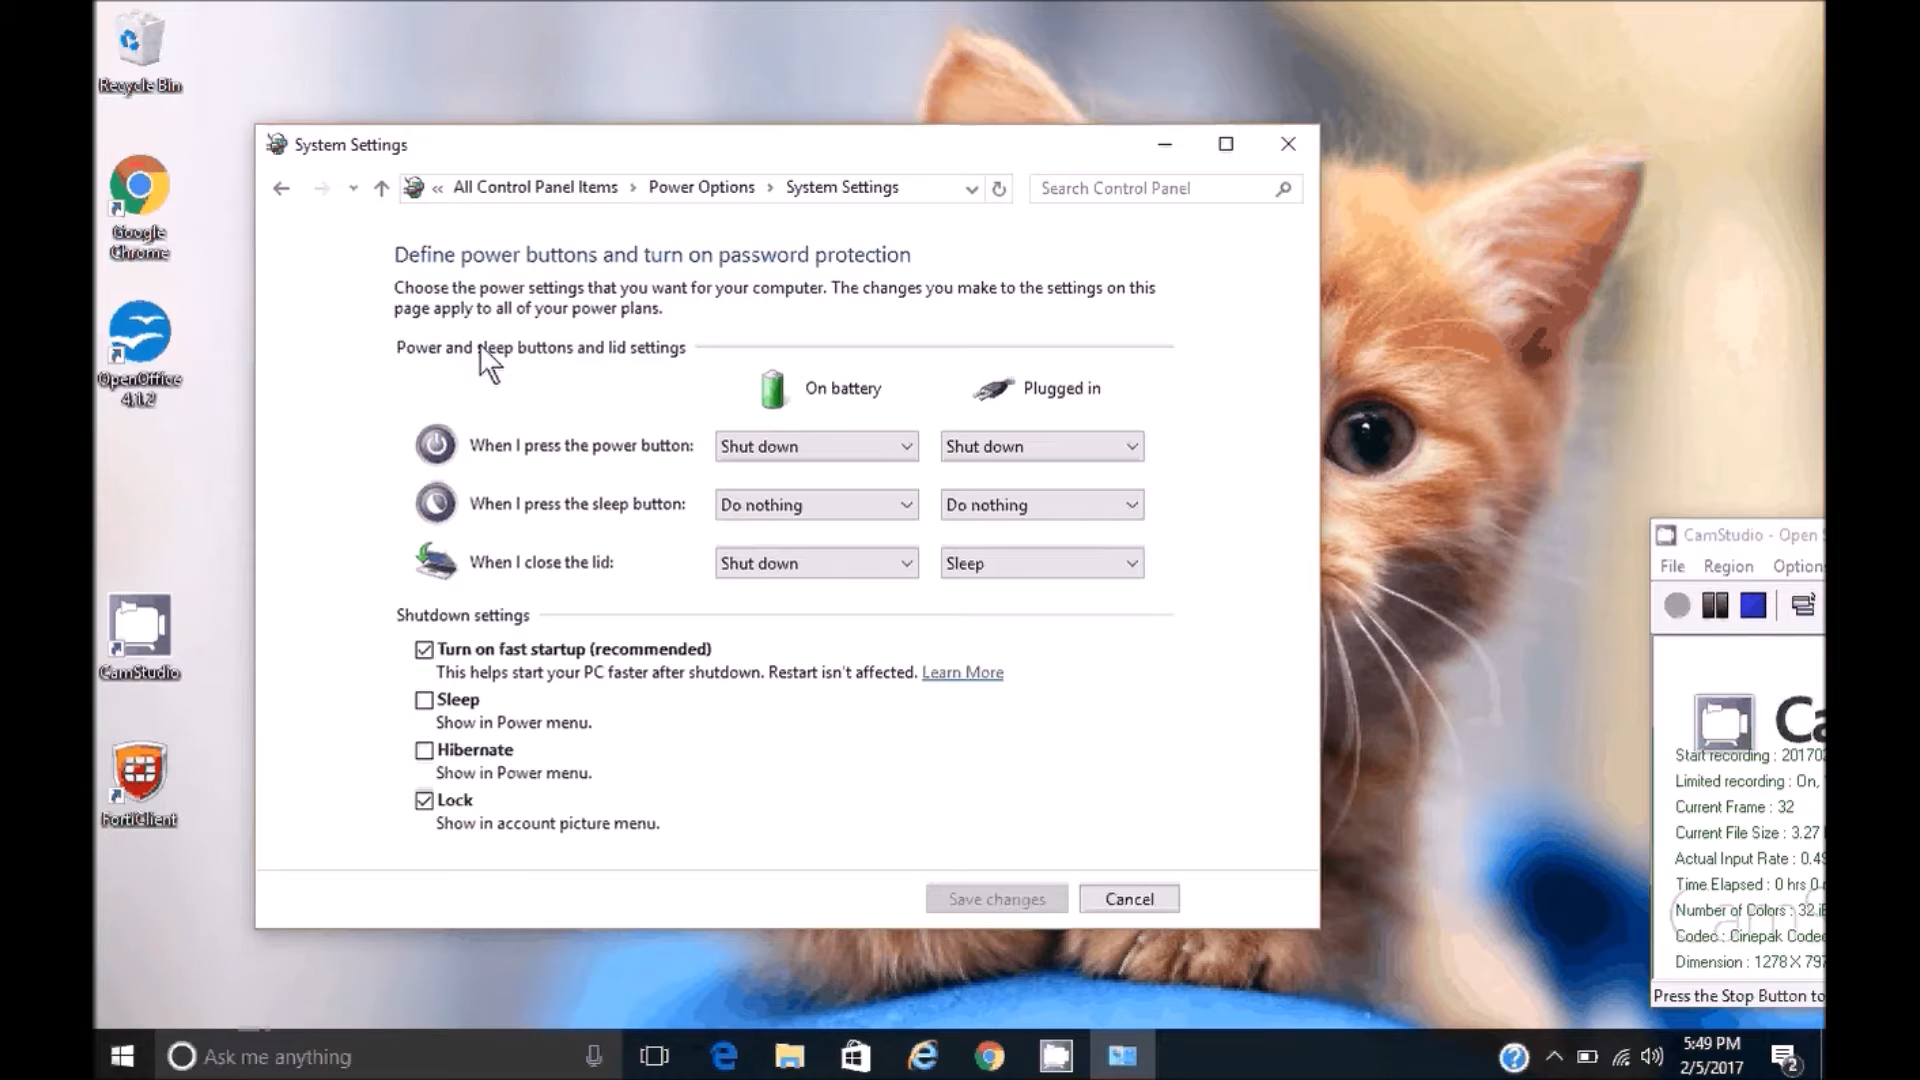 Recycle Bin
Google
Chrome
OpenOffice
4.1.2
CamStudio
FortiClient
System Settings
« All Control Panel Items › Power Options › System Settings
Search Control Panel
Define power buttons and turn on password protection
Choose the power settings that you want for your computer. The changes you make to the settings on this
page apply to all of your power plans.
Power and sleep buttons and lid settings
On battery
Plugged in
When I press the power button:
Shut down
Shut down
When I press the sleep button:
Do nothing
Do nothing
When I close the lid:
Shut down
Sleep
Shutdown settings
Turn on fast startup (recommended)
This helps start your PC faster after shutdown. Restart isn't affected. Learn More
Sleep
Show in Power menu.
Hibernate
Show in Power menu.
Lock
Show in account picture menu.
Save changes
Cancel
CamStudio - Open
File Region Option
Ca
Start recording : 20170
Limited recording : On,
Current Frame : 32
Current File Size : 3.27
Actual Input Rate : 0.4
Time Elapsed : 0 hrs 0
Number of Colors : 32
Codec : Cinepak Codec
Dimension : 1278 X 797
Press the Stop Button to
Ask me anything
5:49 PM
2/5/2017
2